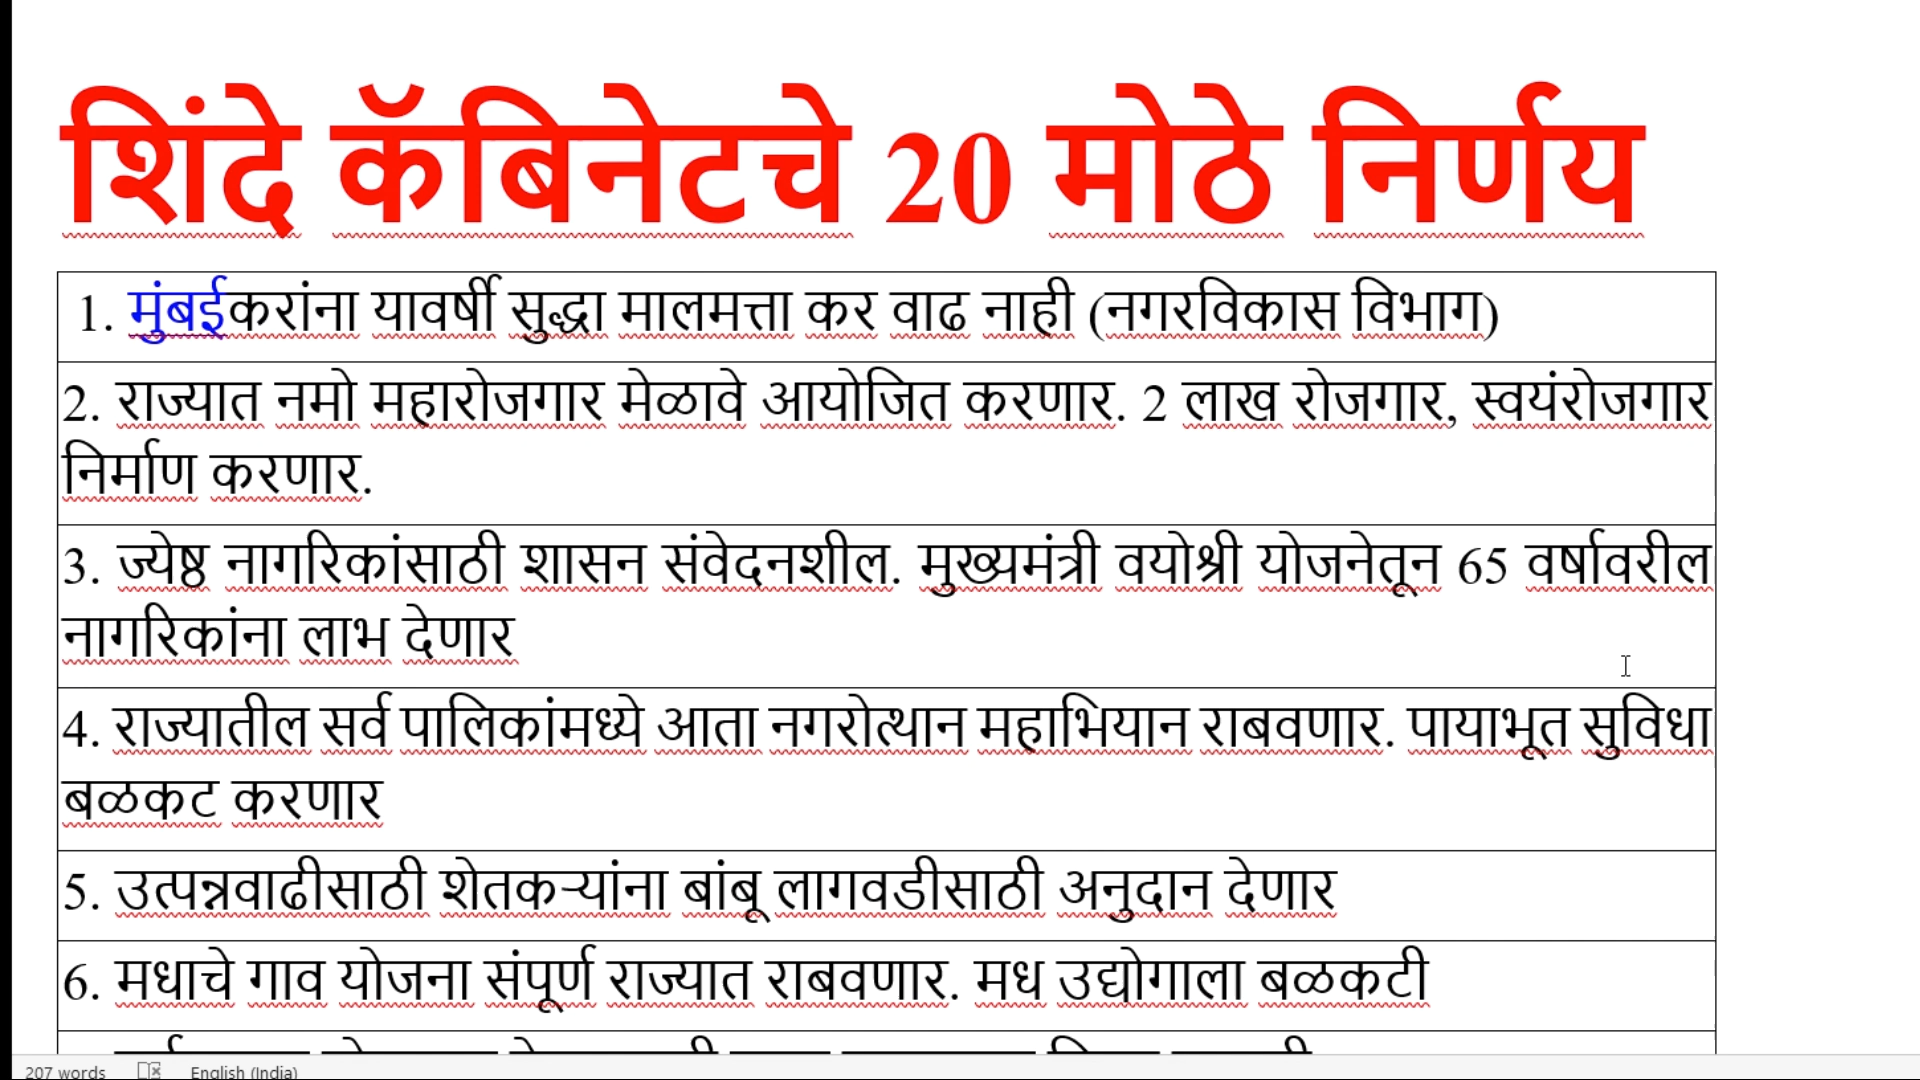 शिंदे कॅबिनेटचे 20 मोठे निर्णय
1. मुंबईकरांना यावर्षी सुद्धा मालमत्ता कर वाढ नाही (नगरविकास विभाग)
2. राज्यात नमो महारोजगार मेळावे आयोजित करणार. 2 लाख रोजगार, स्वयंरोजगार
निर्माण करणार.
3. ज्येष्ठ नागरिकांसाठी शासन संवेदनशील. मुख्यमंत्री वयोश्री योजनेतून 65 वर्षावरील
नागरिकांना लाभ देणार
4. राज्यातील सर्व पालिकांमध्ये आता नगरोत्थान महाभियान राबवणार. पायाभूत सुविधा
बळकट करणार
5. उत्पन्नवाढीसाठी शेतकऱ्यांना बांबू लागवडीसाठी अनुदान देणार
6. मधाचे गाव योजना संपूर्ण राज्यात राबवणार. मध उद्योगाला बळकटी
207 words English (India)